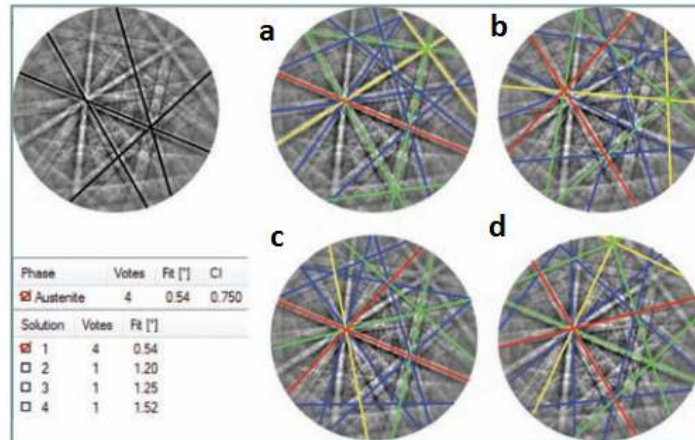 a
b
c
d
Phase Votes Fit [°] CI
Austenite 4 0.54 0.750
Solution Votes Fit [°]
1 4 0.54
2 1 1.20
3 1 1.25
4 1 1.52